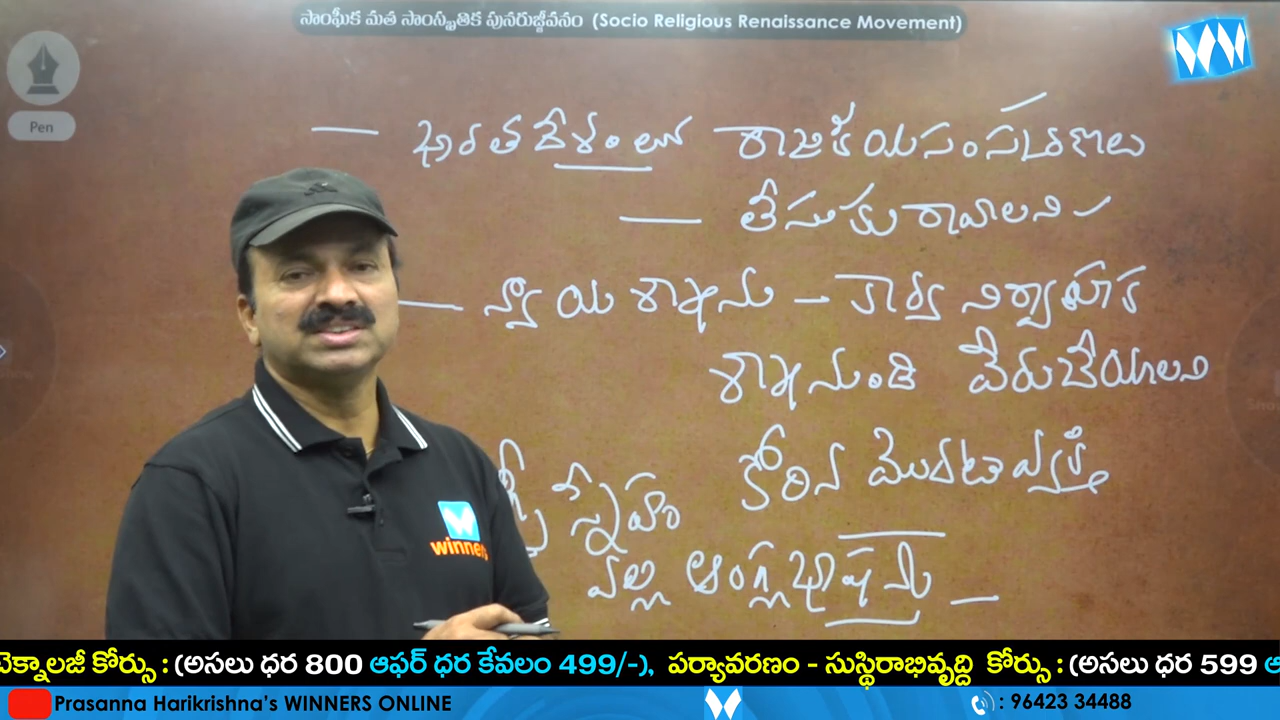 సాంఘిక మత సాంస్కృతిక పునరుజ్జీవనం (Socio Religious Renaissance Movement)
Pen
— భారతదేశంలో రాజకీయసంస్కరణలు
— తీసుకురావాలని
— న్యాయశాఖను – కార్య నిర్వాహక
శాఖనుండి వేరుచేయాలని
కోరిన మొదటి వ్యక్తి
స్నేహం
వల్ల ఆంగ్లభాషపై
winners
టెక్నాలజీ కోర్సు : (అసలు ధర 800 ఆఫర్ ధర కేవలం 499/-), పర్యావరణం - సుస్థిరాభివృద్ది కోర్సు : (అసలు ధర 599
Prasanna Harikrishna's WINNERS ONLINE
: 96423 34488